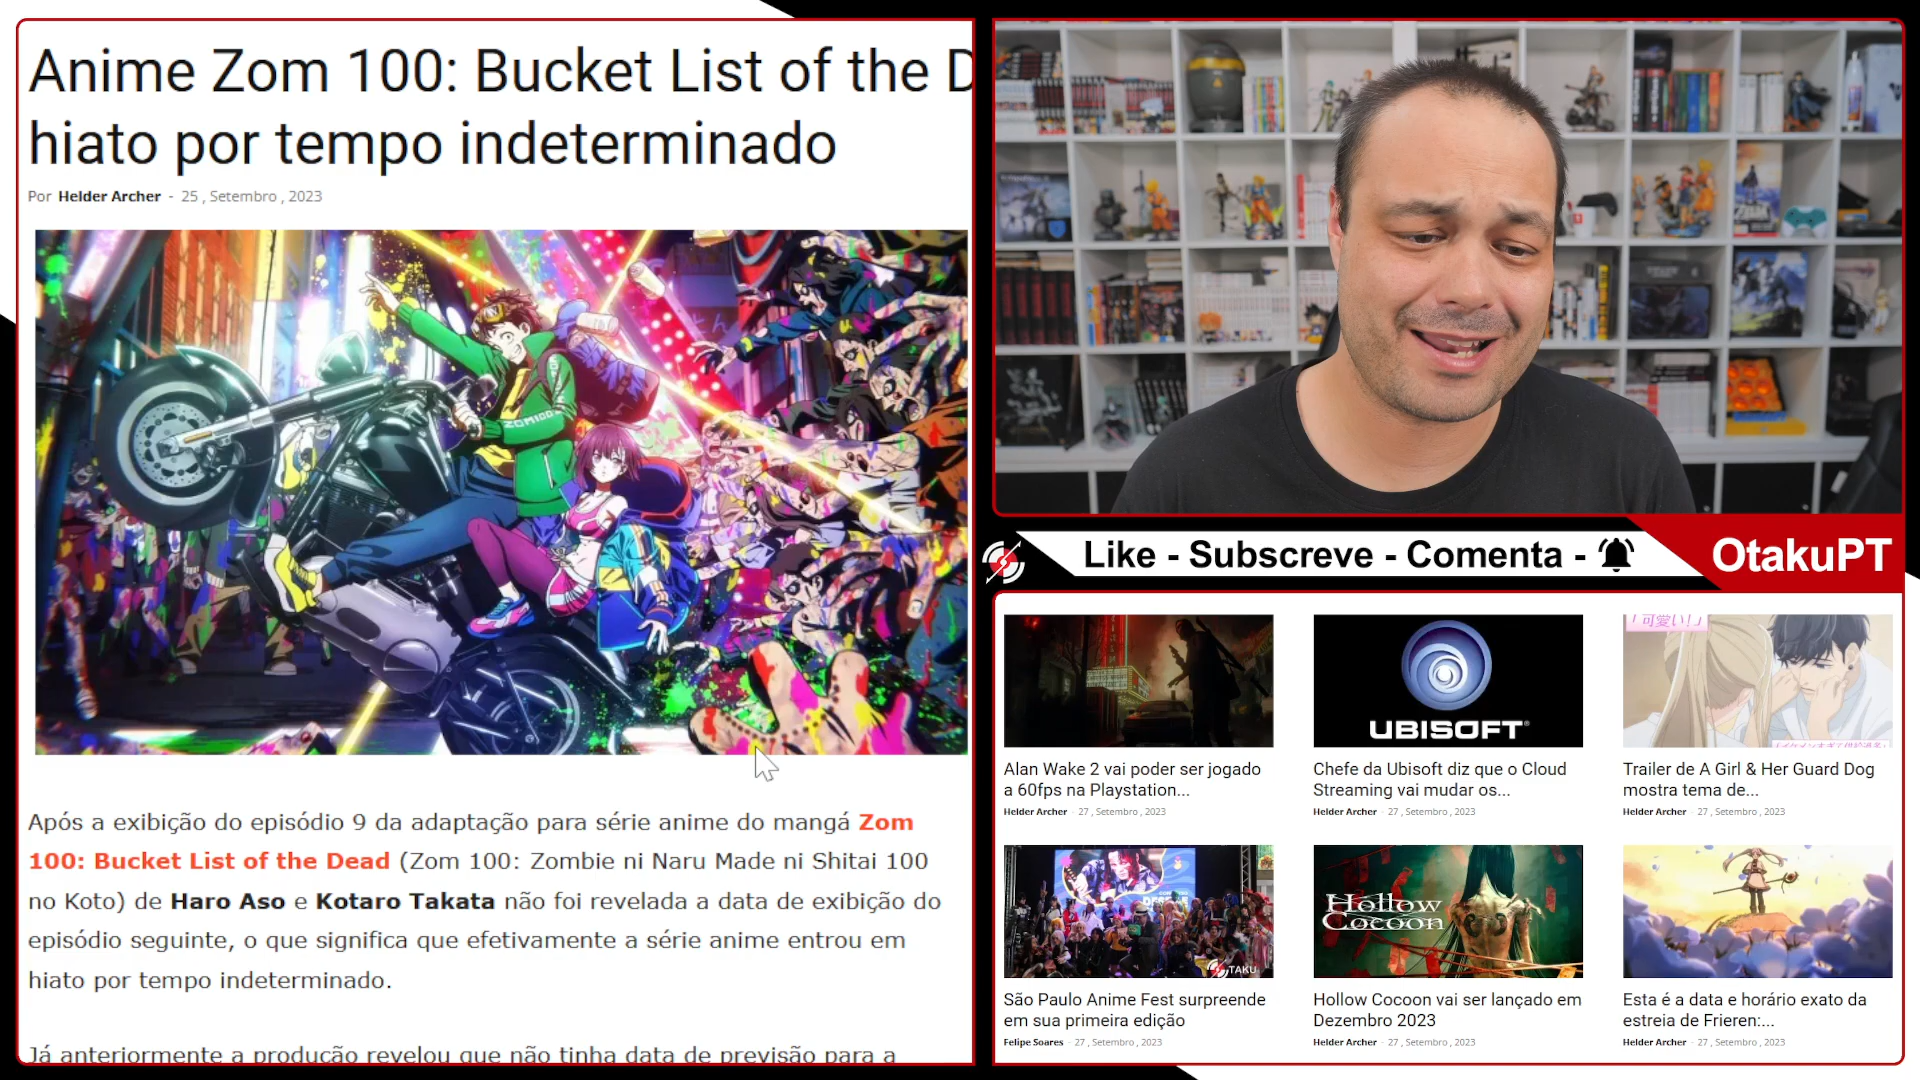 Anime Zom 100: Bucket List of the D
hiato por tempo indeterminado
Por Helder Archer - 25 , Setembro , 2023
ZOM100
Após a exibição do episódio 9 da adaptação para série anime do mangá Zom
100: Bucket List of the Dead (Zom 100: Zombie ni Naru Made ni Shitai 100
no Koto) de Haro Aso e Kotaro Takata não foi revelada a data de exibição do
episódio seguinte, o que significa que efetivamente a série anime entrou em
hiato por tempo indeterminado.
Já anteriormente a produção revelou que não tinha data de previsão para a
Like - Subscreve - Comenta -
OtakuPT
UBISOFT
「可愛い!」
Alan Wake 2 vai poder ser jogado
a 60fps na Playstation...
Helder Archer - 27 , Setembro , 2023
Chefe da Ubisoft diz que o Cloud
Streaming vai mudar os...
Helder Archer - 27 , Setembro , 2023
Trailer de A Girl & Her Guard Dog
mostra tema de...
Helder Archer - 27 , Setembro , 2023
TAKU
Hollow
Cocoon
São Paulo Anime Fest surpreende
em sua primeira edição
Felipe Soares - 27 , Setembro , 2023
Hollow Cocoon vai ser lançado em
Dezembro 2023
Helder Archer - 27 , Setembro , 2023
Esta é a data e horário exato da
estreia de Frieren:...
Helder Archer - 27 , Setembro , 2023